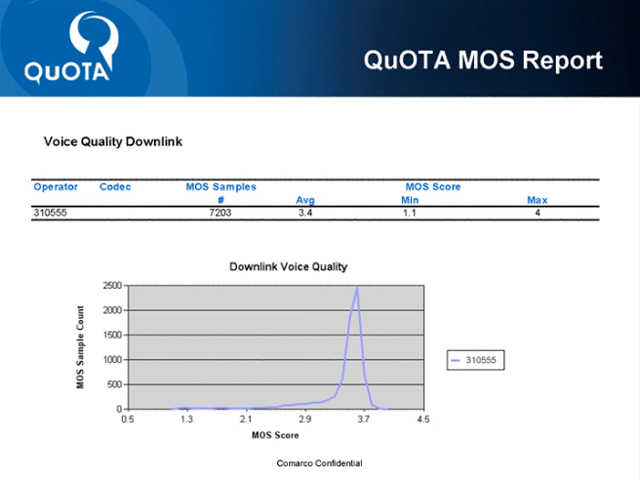 QUOTA
QuOTA MOS Report
Voice Quality Downlink
Operator Codec MOS Samples MOS Score
# Avg Min Max
310555 7203 3.4 1.1 4
Downlink Voice Quality
2500
2000
1500
1000
500
0
MOS Sample Count
0.5 1.3 2.1 2.9 3.7 4.5
MOS Score
310555
Comarco Confidential